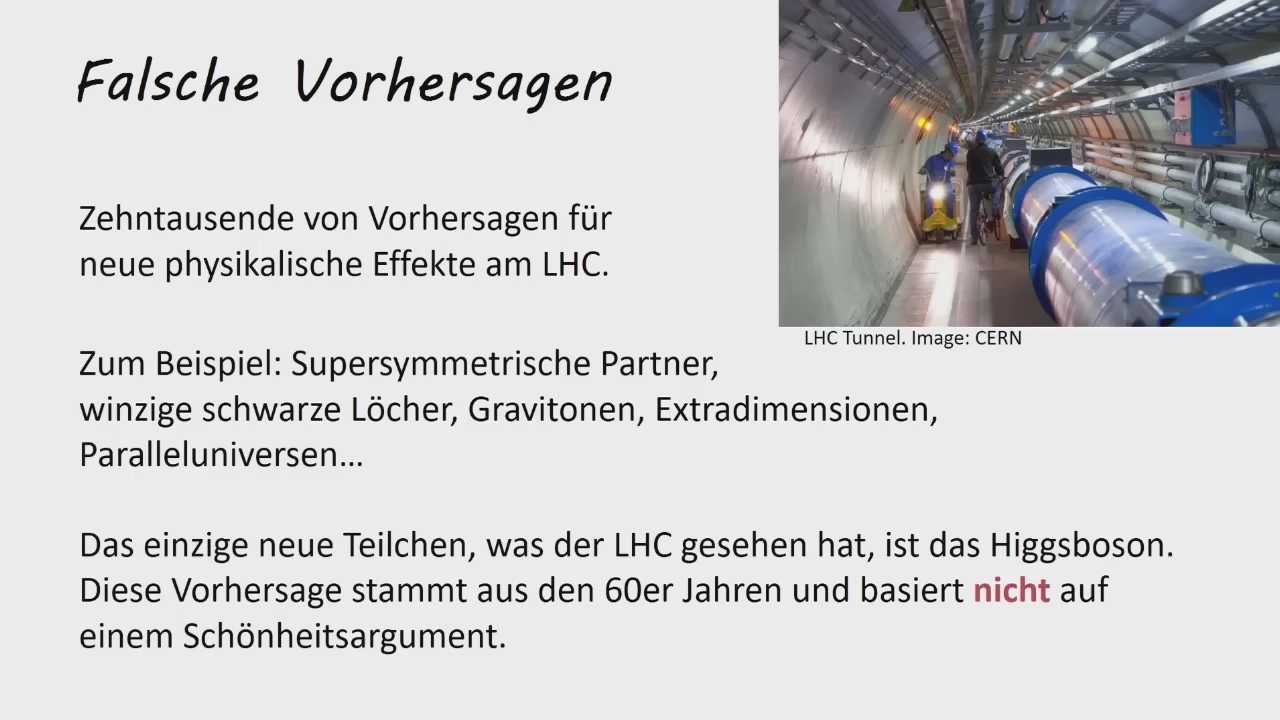 Falsche Vorhersagen
Zehntausende von Vorhersagen für
neue physikalische Effekte am LHC.
LHC Tunnel. Image: CERN
Zum Beispiel: Supersymmetrische Partner,
winzige schwarze Löcher, Gravitonen, Extradimensionen,
Paralleluniversen...
Das einzige neue Teilchen, was der LHC gesehen hat, ist das Higgsboson.
Diese Vorhersage stammt aus den 60er Jahren und basiert nicht auf
einem Schönheitsargument.